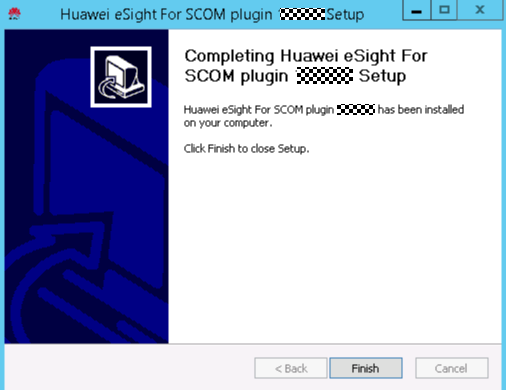 Huawei eSight For SCOM plugin Setup
Completing Huawei eSight For
SCOM plugin Setup
Huawei eSight For SCOM plugin has been installed
on your computer.
Click Finish to close Setup.
< Back
Finish
Cancel